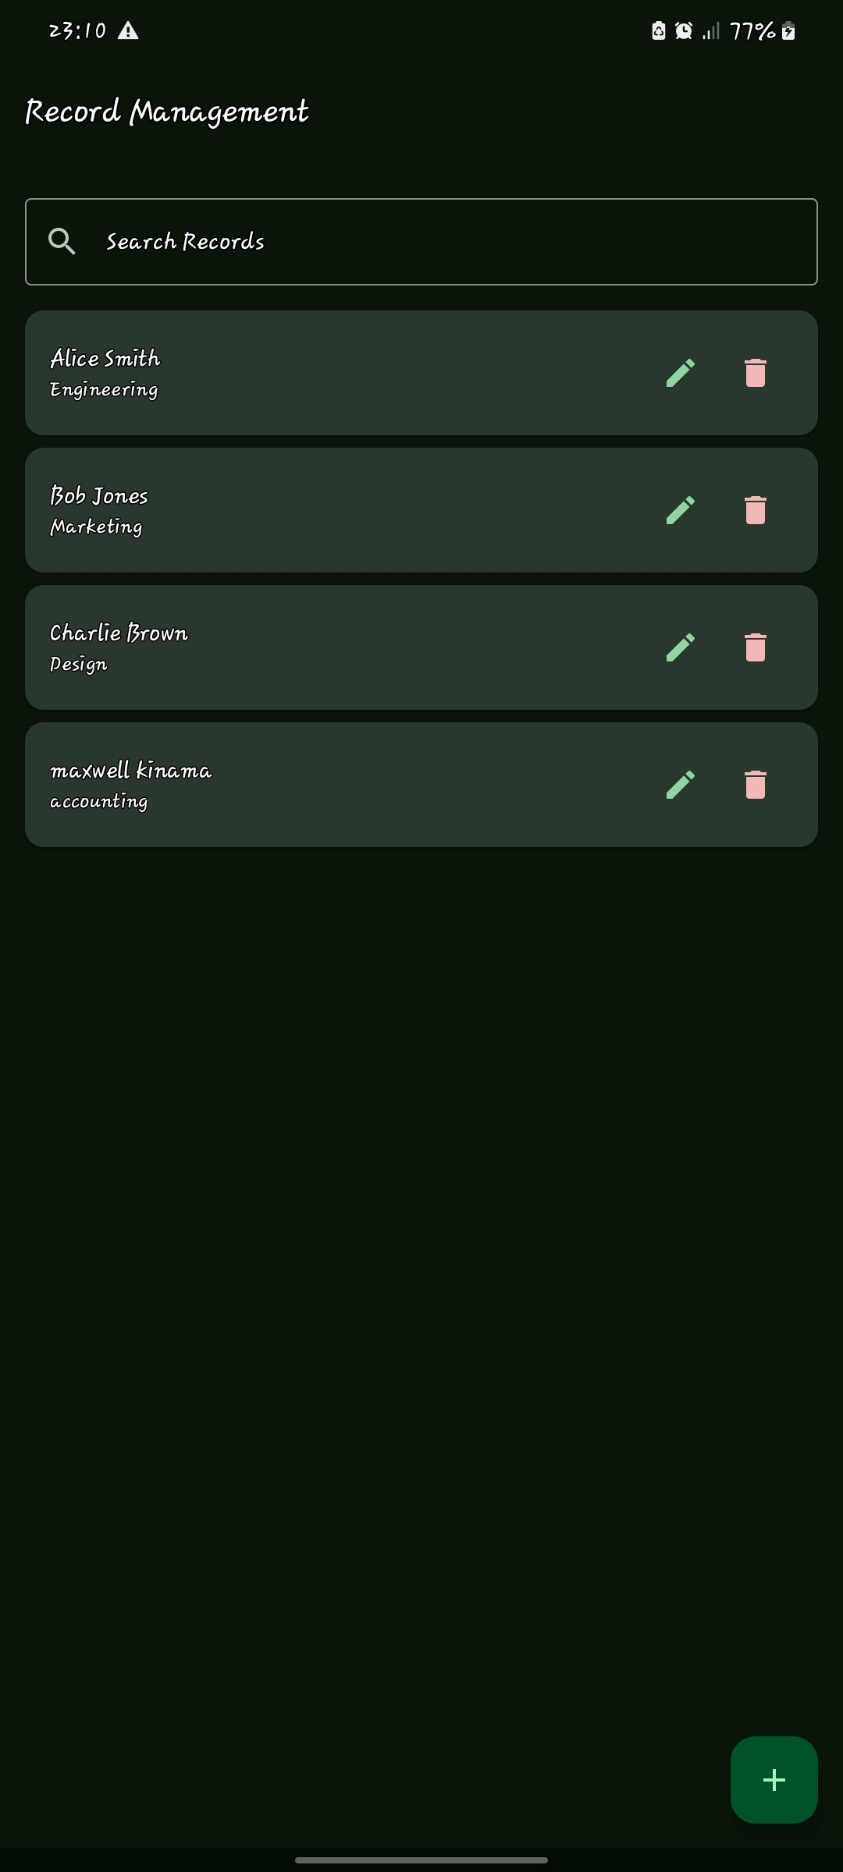 23:10
77%
Record Management
Search Records
Alice Smith
Engineering
Bob Jones
Marketing
Charlie Brown
Design
maxwell kinama
accounting